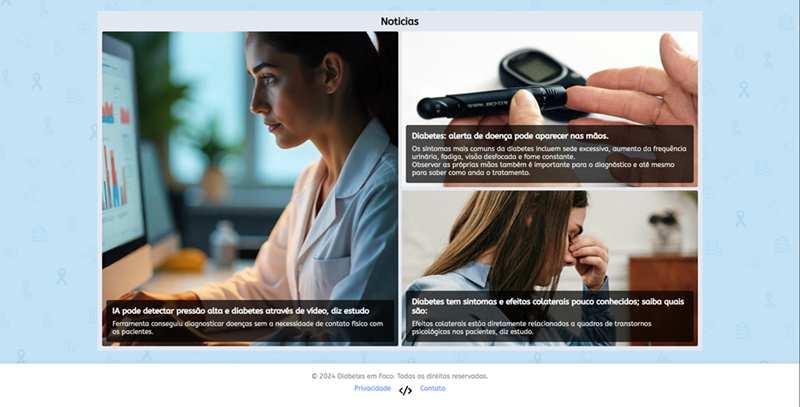 Noticias
IA pode detectar pressão alta e diabetes através de vídeo, diz estudo
Ferramenta conseguiu diagnosticar doenças sem a necessidade de contato físico com
os pacientes.
Diabetes: alerta de doença pode aparecer nas mãos.
Os sintomas mais comuns da diabetes incluem sede excessiva, aumento da frequência
urinária, fadiga, visão desfocada e fome constante.
Observar as próprias mãos também é importante para o diagnóstico e até mesmo
para saber como anda o tratamento.
Diabetes tem sintomas e efeitos colaterais pouco conhecidos; saiba quais
são:
Efeitos colaterais estão diretamente relacionados a quadros de transtornos
psicológicos nos pacientes, diz estudo.
© 2024 Diabetes em Foco. Todos os direitos reservados.
Privacidade </> Contato